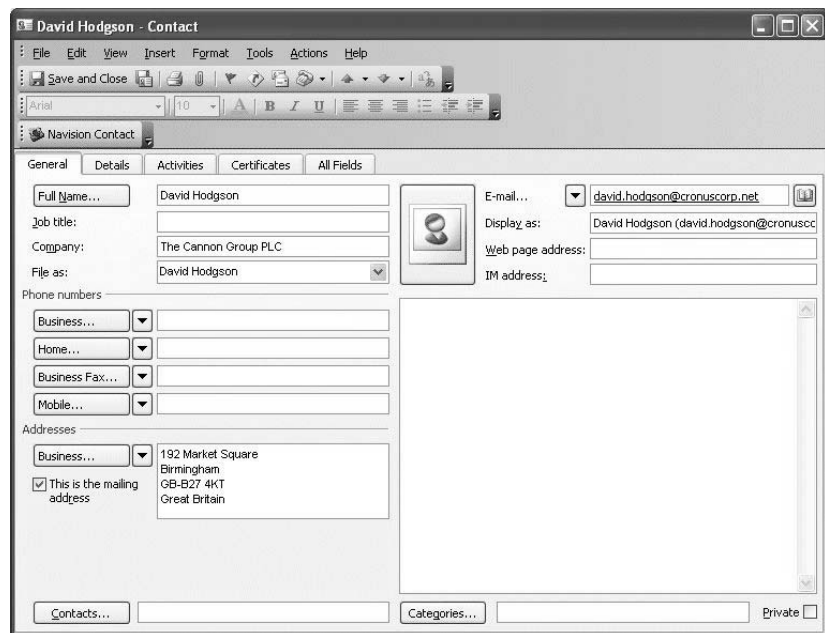 David Hodgson - Contact
File Edit View Insert Format Tools Actions Help
Save and Close
Arial 10 A B I U
Navision Contact
General Details Activities Certificates All Fields
Full Name... David Hodgson
Job title:
Company: The Cannon Group PLC
File as: David Hodgson
Phone numbers
Business...
Home...
Business Fax...
Mobile...
Addresses
Business... 192 Market Square
Birmingham
GB-B27 4KT
Great Britain
This is the mailing
address
E-mail... david.hodgson@cronuscorp.net
Display as: David Hodgson (david.hodgson@cronuscc
Web page address:
IM address:
Contacts... Categories... Private